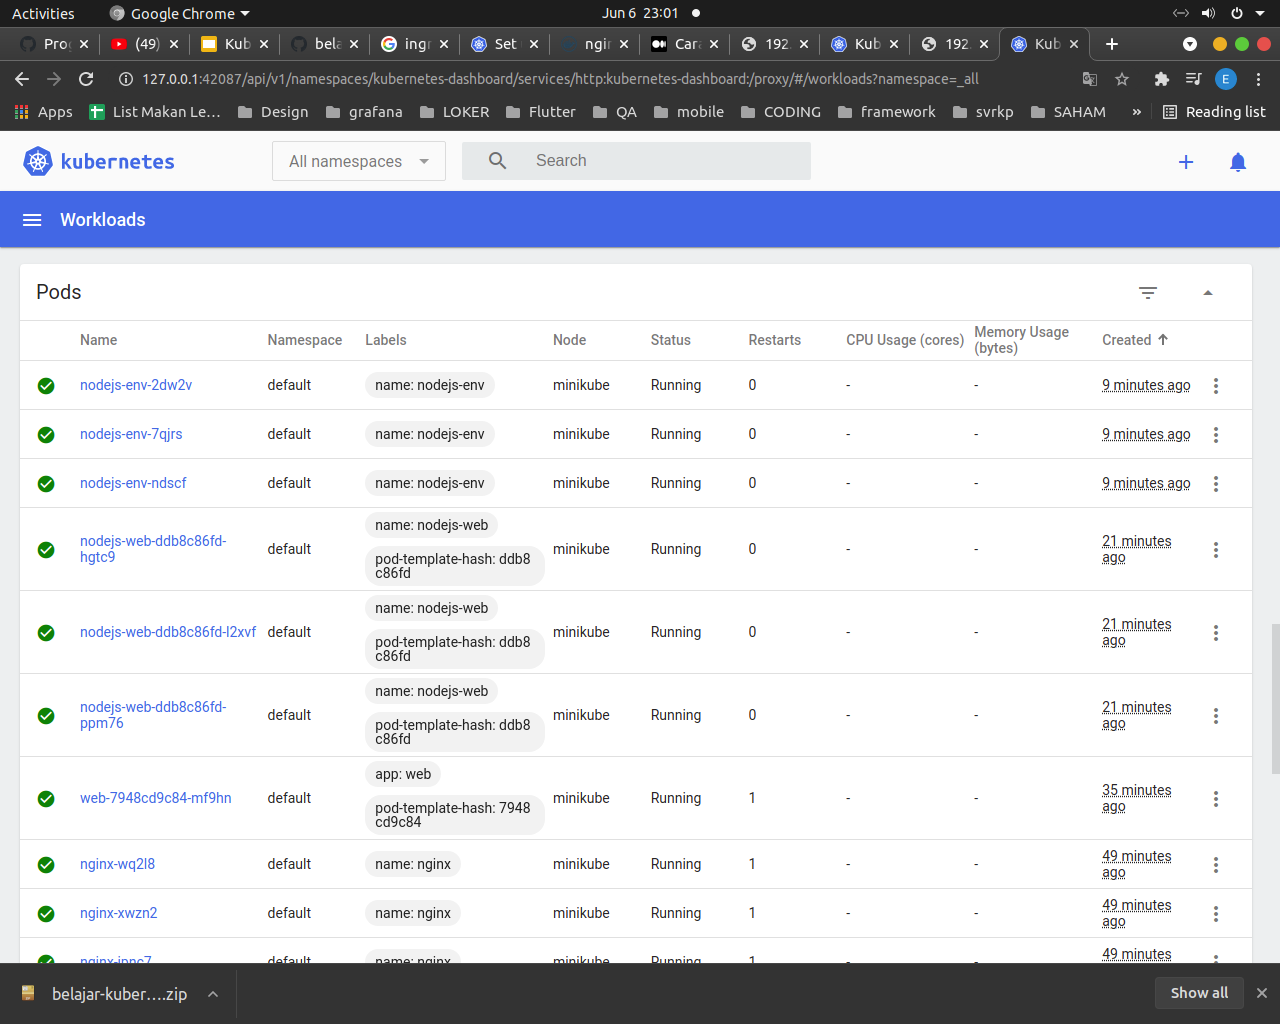 Activities Google Chrome Jun 6 23:01
Prog (49) Kub bela ingr Set ngin Cara 192. Kub 192. Kub
127.0.0.1:42087/api/v1/namespaces/kubernetes-dashboard/services/http:kubernetes-dashboard:/proxy/#/workloads?namespace=_all E
Apps List Makan Le... Design grafana LOKER Flutter QA mobile CODING framework svrkp SAHAM » Reading list
kubernetes All namespaces Search
Workloads
Pods
Name Namespace Labels Node Status Restarts CPU Usage (cores) Memory Usage (bytes) Created
nodejs-env-2dw2v default name: nodejs-env minikube Running 0 - - 9 minutes ago
nodejs-env-7qjrs default name: nodejs-env minikube Running 0 - - 9 minutes ago
nodejs-env-ndscf default name: nodejs-env minikube Running 0 - - 9 minutes ago
name: nodejs-web
nodejs-web-ddb8c86fd-hgtc9 default pod-template-hash: ddb8c86fd minikube Running 0 - - 21 minutes ago
name: nodejs-web
nodejs-web-ddb8c86fd-l2xvf default pod-template-hash: ddb8c86fd minikube Running 0 - - 21 minutes ago
name: nodejs-web
nodejs-web-ddb8c86fd-ppm76 default pod-template-hash: ddb8c86fd minikube Running 0 - - 21 minutes ago
app: web
web-7948cd9c84-mf9hn default pod-template-hash: 7948cd9c84 minikube Running 1 - - 35 minutes ago
nginx-wq2l8 default name: nginx minikube Running 1 - - 49 minutes ago
nginx-xwzn2 default name: nginx minikube Running 1 - - 49 minutes ago
nginx-jpnc7 default name: nginx minikube Running 1 - - 49 minutes
belajar-kuber....zip Show all